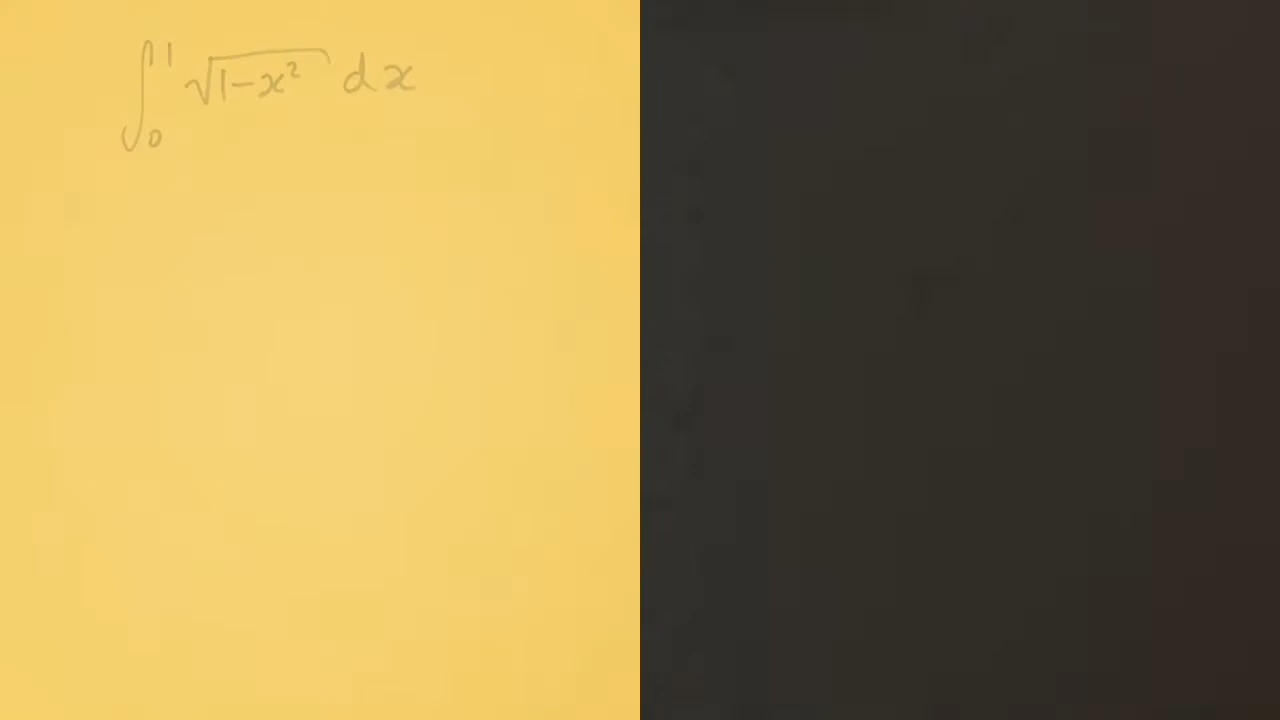 ∫₀¹ √(1-x²) dx